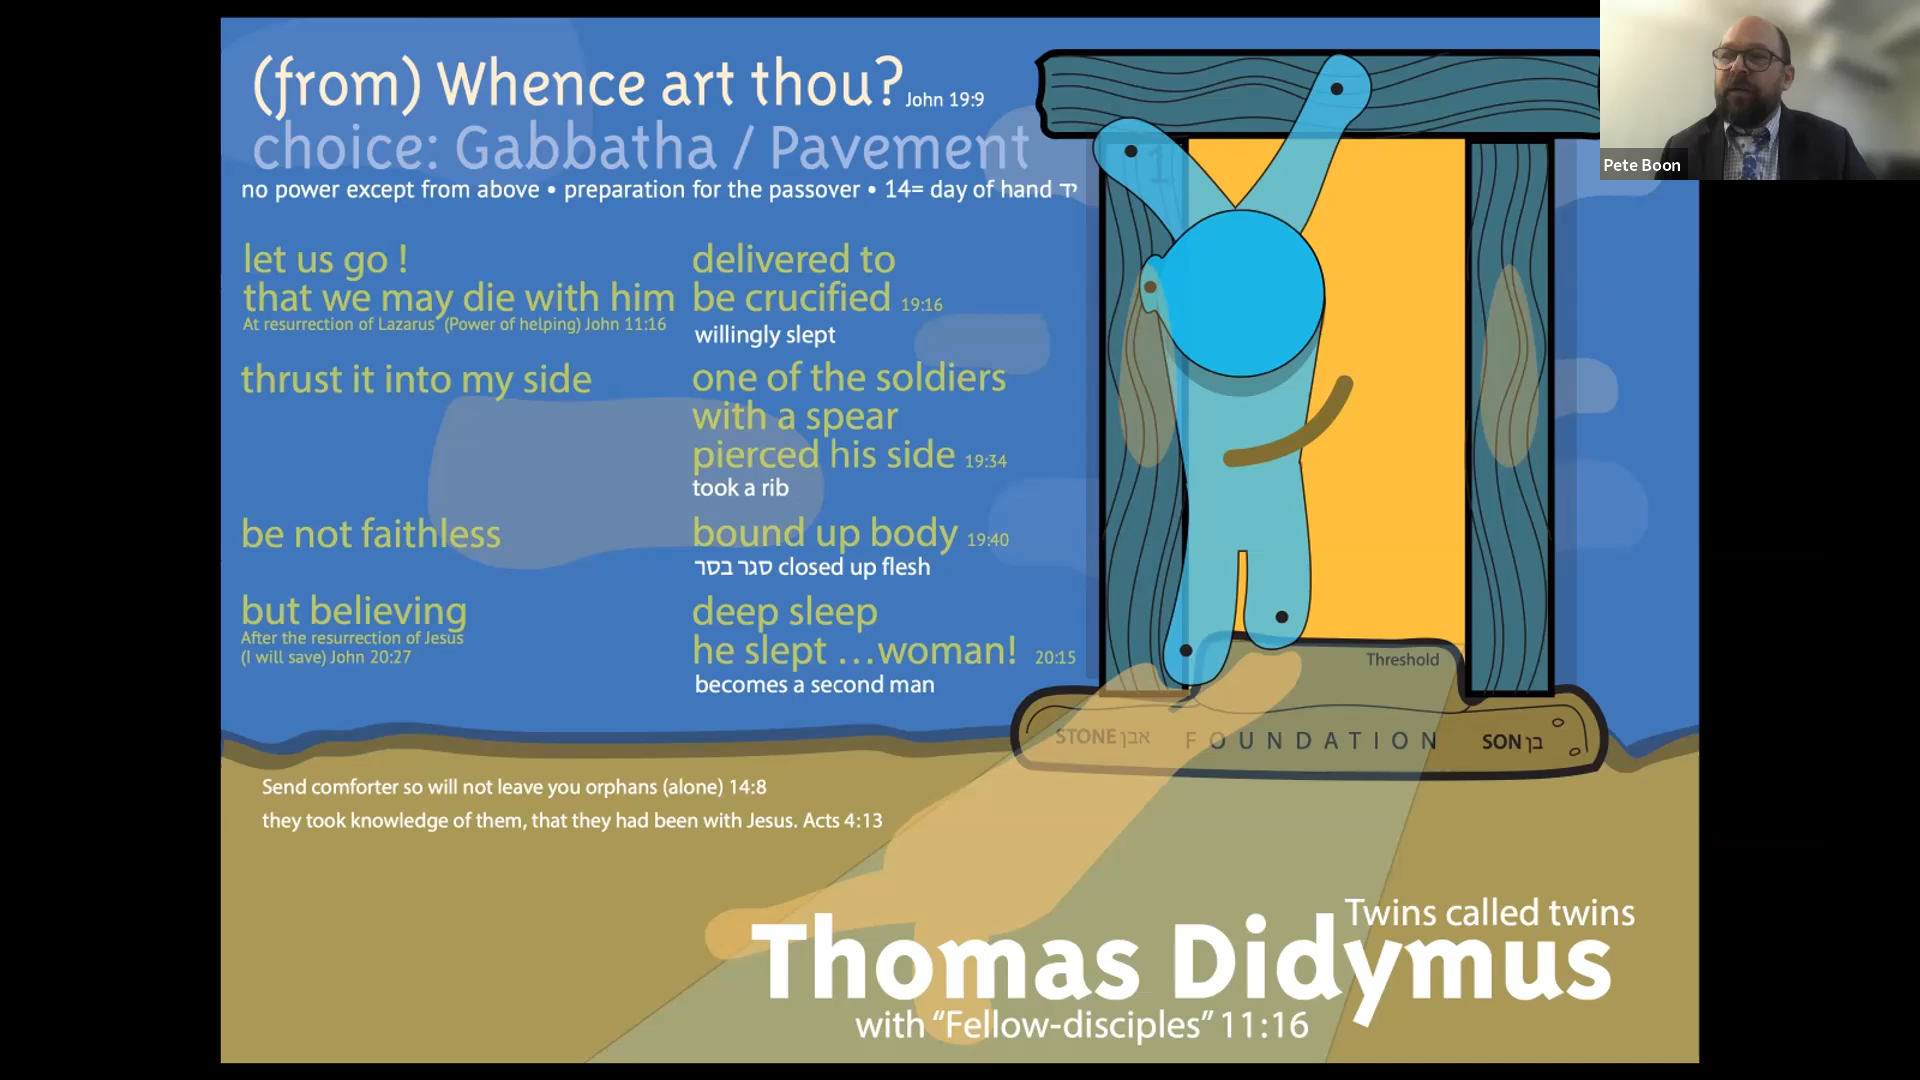 (from) Whence art thou? John 19:9
choice: Gabbatha / Pavement
no power except from above • preparation for the passover • 14= day of hand יד
let us go !
that we may die with him
At resurrection of Lazarus (Power of helping) John 11:16
thrust it into my side
be not faithless
but believing
After the resurrection of Jesus
(I will save) John 20:27
delivered to
be crucified 19:16
willingly slept
one of the soldiers
with a spear
pierced his side 19:34
took a rib
bound up body 19:40
סגר בסר closed up flesh
deep sleep
he slept ...woman! 20:15
becomes a second man
1
Threshold
STONE אבן FOUNDATION SON בן
Send comforter so will not leave you orphans (alone) 14:8
they took knowledge of them, that they had been with Jesus. Acts 4:13
Twins called twins
Thomas Didymus
with “Fellow-disciples” 11:16
Pete Boon